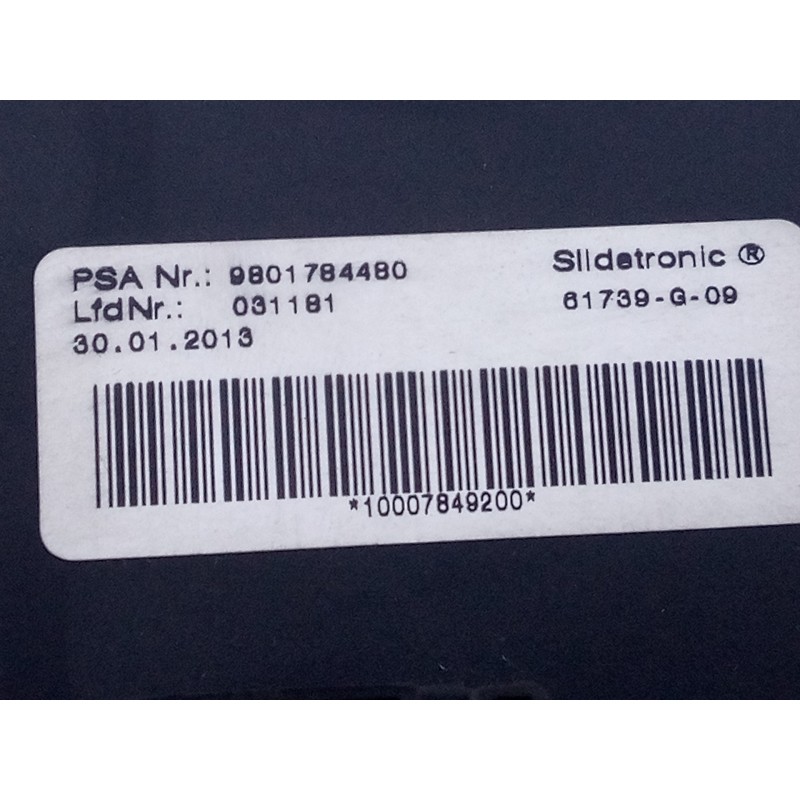 PSA Nr.: 9801784480
LfdNr.: 031181
30.01.2013
Slidetronic ®
61739-G-09
*10007849200*